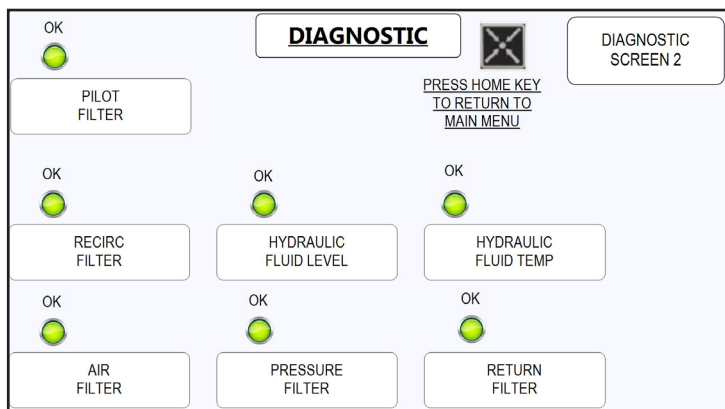 OK
DIAGNOSTIC
DIAGNOSTIC
SCREEN 2
PILOT
FILTER
PRESS HOME KEY
TO RETURN TO
MAIN MENU
OK
OK
OK
RECIRC
FILTER
HYDRAULIC
FLUID LEVEL
HYDRAULIC
FLUID TEMP
OK
OK
OK
AIR
FILTER
PRESSURE
FILTER
RETURN
FILTER